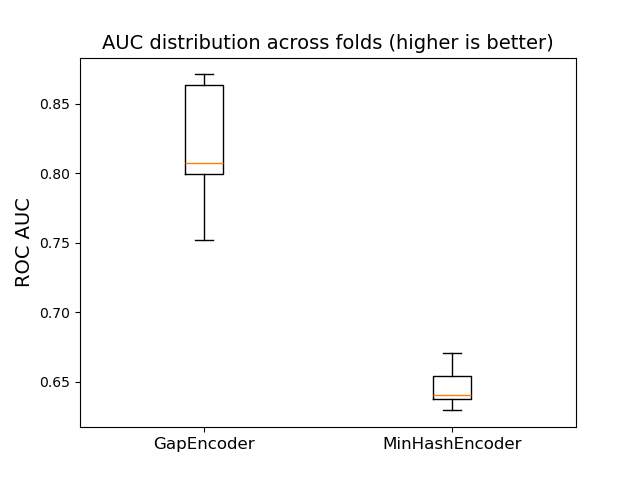 AUC distribution across folds (higher is better)
ROC AUC
0.85
0.80
0.75
0.70
0.65
GapEncoder
MinHashEncoder